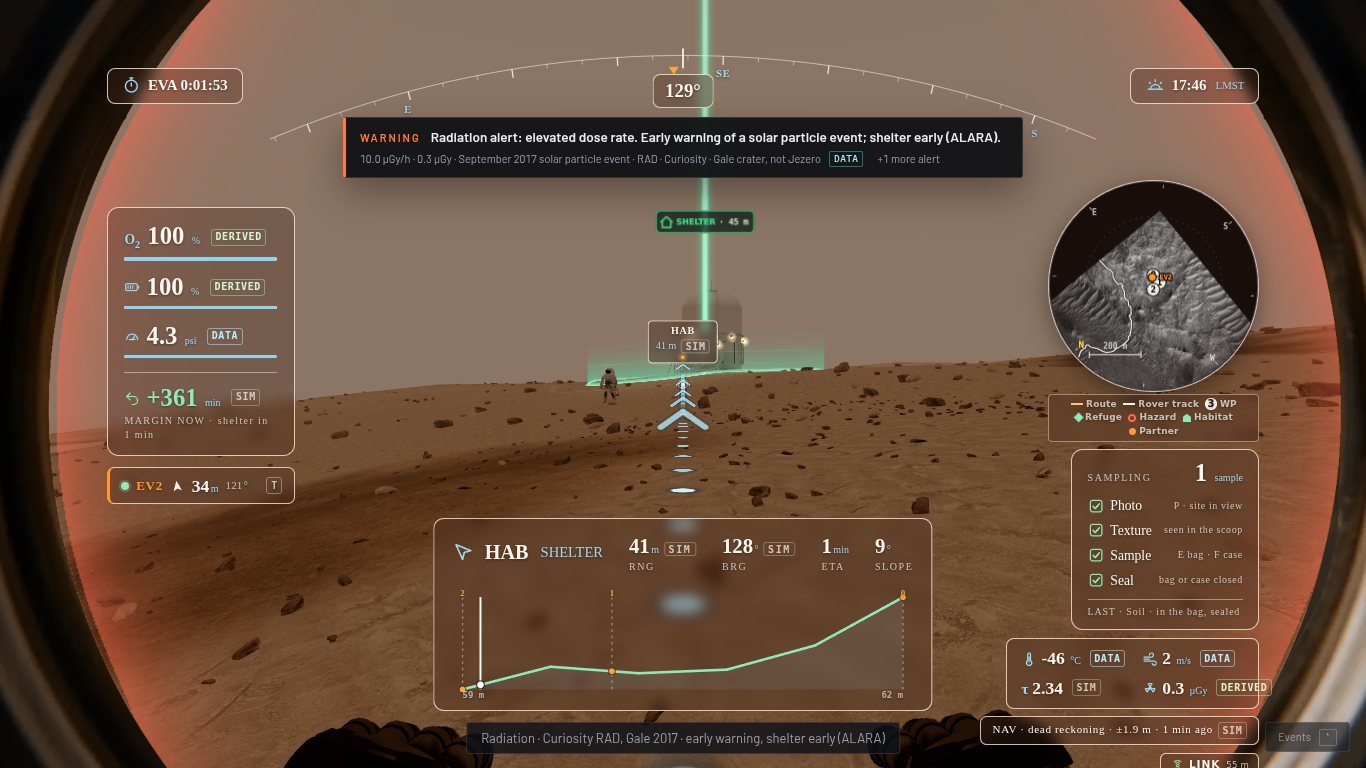 EVA 0:01:53
129°
SE
E
S
17:46 LMST
WARNING Radiation alert: elevated dose rate. Early warning of a solar particle event; shelter early (ALARA).
10.0 µGy/h · 0.3 µGy · September 2017 solar particle event · RAD · Curiosity · Gale crater, not Jezero DATA +1 more alert
SHELTER · 45 m
O2 100 % DERIVED
100 % DERIVED
4.3 psi DATA
+361 min SIM
MARGIN NOW · shelter in
1 min
EV2 34m 121° T
HAB
41 m SIM
E
S
EV2
2
N
200 m
W
Route Rover track 3 WP
Refuge Hazard Habitat
Partner
SAMPLING 1 sample
Photo P · site in view
Texture seen in the scoop
Sample E bag · F case
Seal bag or case closed
LAST · Soil · in the bag, sealed
HAB SHELTER 41m SIM 128° SIM 1min 9°
RNG BRG ETA SLOPE
2 1
59 m 62 m
-46 °C DATA 2 m/s DATA
τ 2.34 SIM 0.3 µGy DERIVED
NAV · dead reckoning · ±1.9 m · 1 min ago SIM
Radiation · Curiosity RAD, Gale 2017 · early warning, shelter early (ALARA)
Events
LINK 55 m